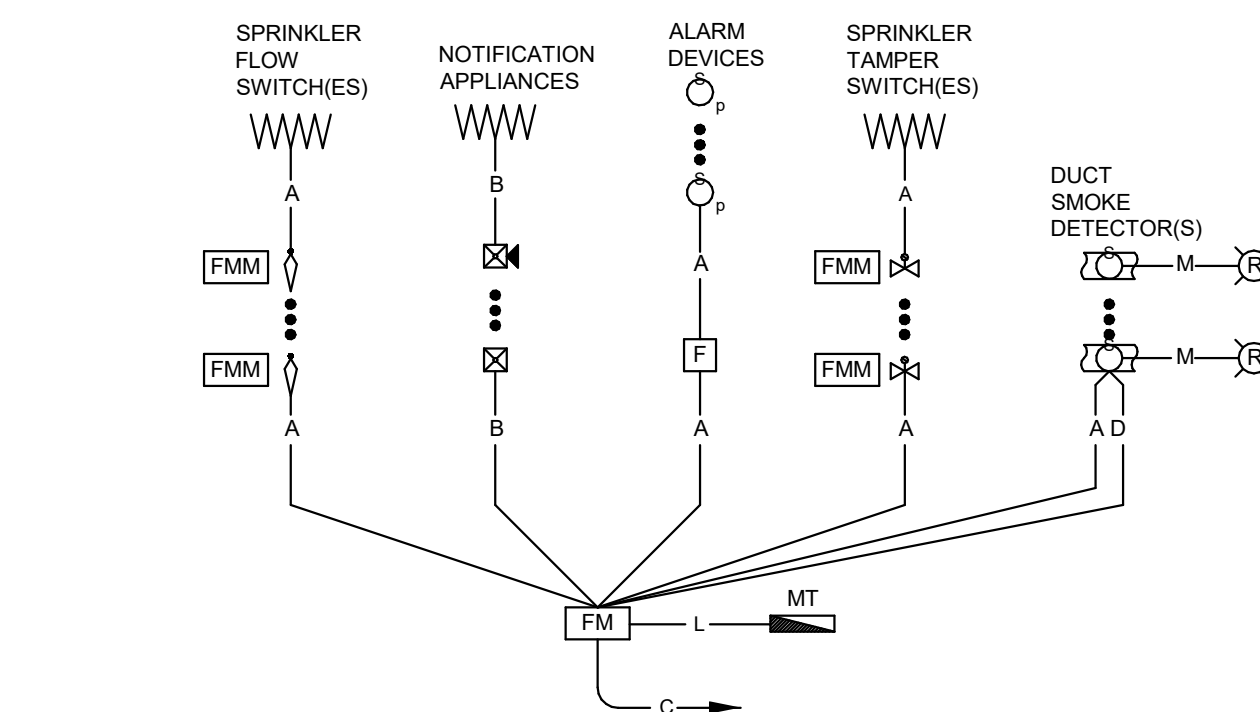 SPRINKLER
FLOW
SWITCH(ES)
NOTIFICATION
APPLIANCES
ALARM
DEVICES
SPRINKLER
TAMPER
SWITCH(ES)
DUCT
SMOKE
DETECTOR(S)
S
p
S
p
A
B
A
A
FMM
FMM
S
M
R
F
FMM
FMM
S
M
R
A
B
A
A
A D
FM
L
MT
C